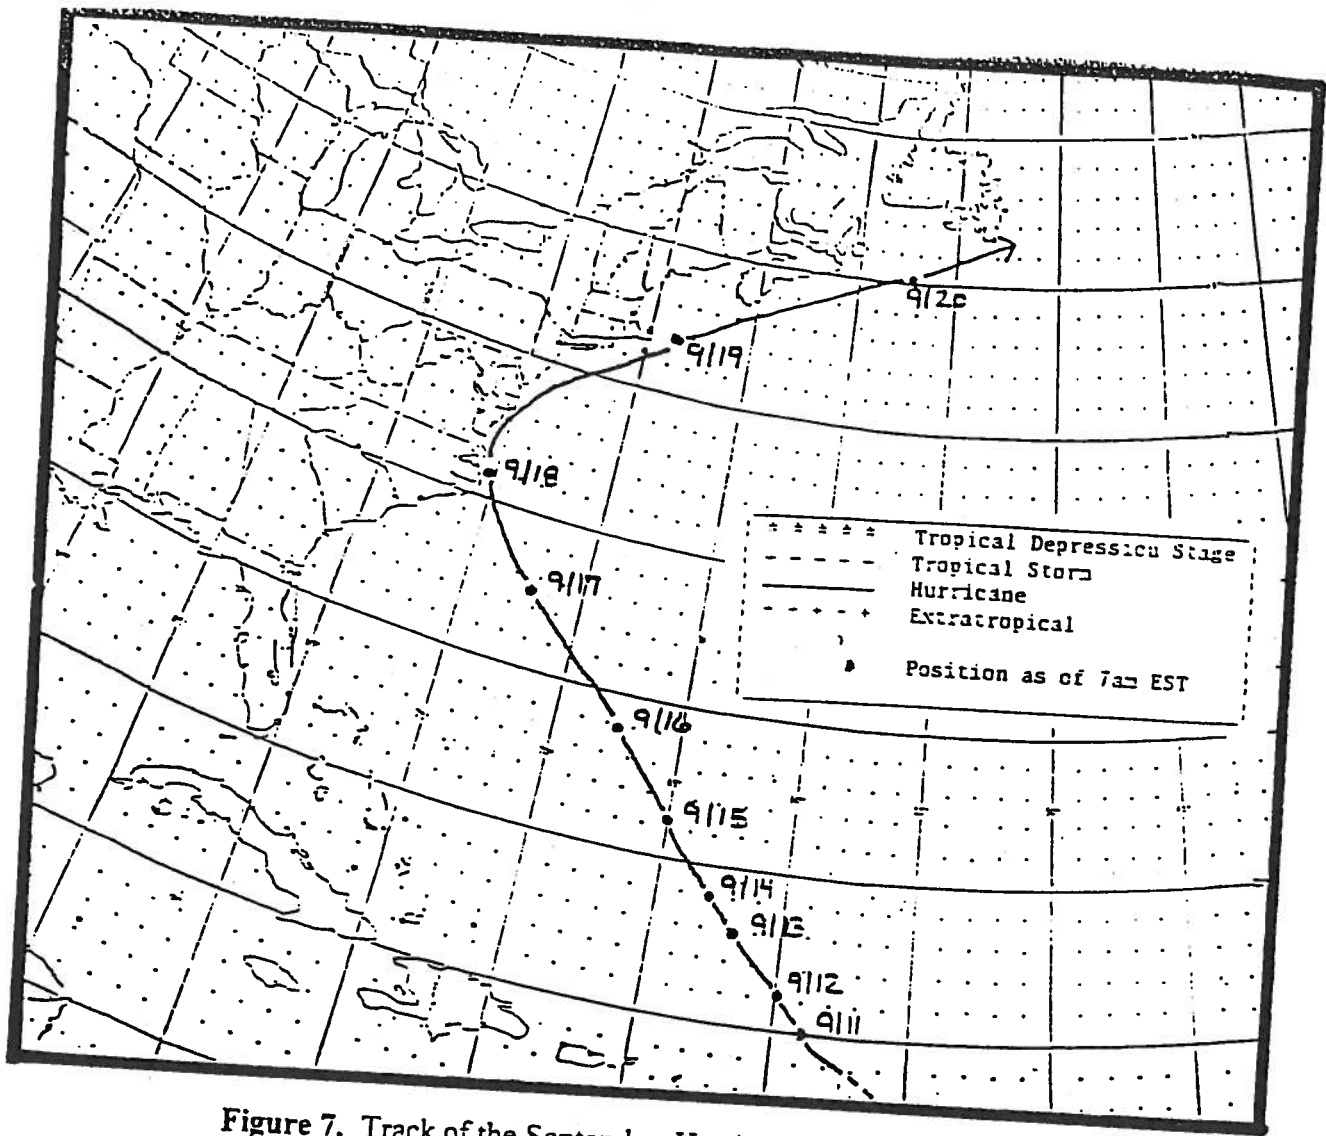 9/20
9/19
9/18
9/17
Tropical Depression Stage
Tropical Storm
Hurricane
Extratropical
Position as of 7am EST
9/16
9/15
9/14
9/13
9/12
9/11
Figure 7. Track of the